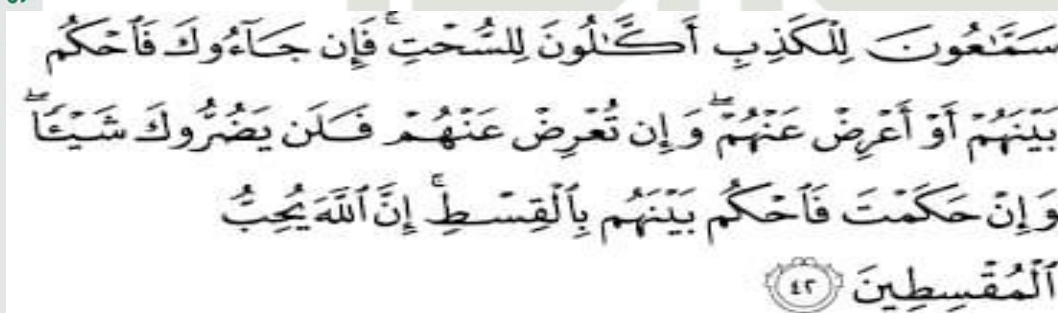 سَمَّٰعُونَ لِلْكَذِبِ أَكَّٰلُونَ لِلسُّحْتِ ۚ فَإِن جَآءُوكَ فَٱحْكُم
بَيْنَهُمْ أَوْ أَعْرِضْ عَنْهُمْ ۖ وَإِن تُعْرِضْ عَنْهُمْ فَلَن يَضُرُّوكَ شَيْـًٔا ۖ
وَإِنْ حَكَمْتَ فَٱحْكُم بَيْنَهُم بِٱلْقِسْطِ ۚ إِنَّ ٱللَّهَ يُحِبُّ
ٱلْمُقْسِطِينَ ٤٢